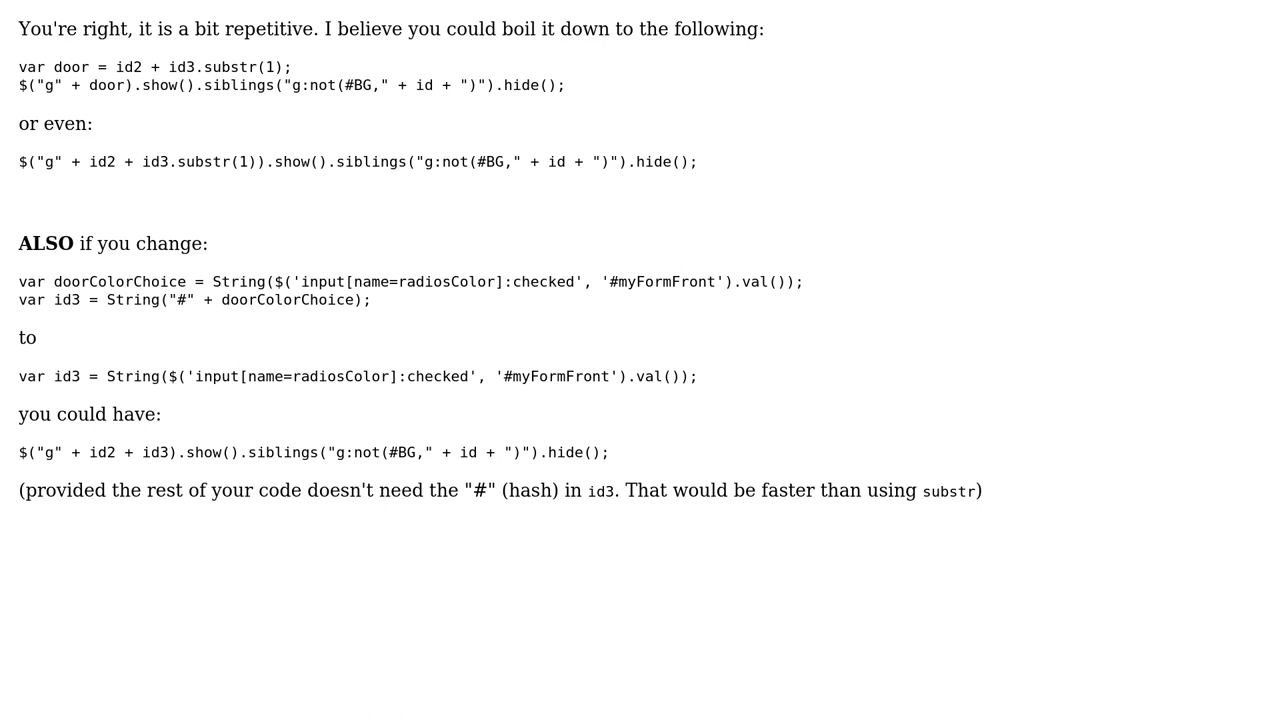 You're right, it is a bit repetitive. I believe you could boil it down to the following:
var door = id2 + id3.substr(1);
$("g" + door).show().siblings("g:not(#BG," + id + ")").hide();
or even:
$("g" + id2 + id3.substr(1)).show().siblings("g:not(#BG," + id + ")").hide();
ALSO if you change:
var doorColorChoice = String($('input[name=radiosColor]:checked', '#myFormFront').val());
var id3 = String("#" + doorColorChoice);
to
var id3 = String($('input[name=radiosColor]:checked', '#myFormFront').val());
you could have:
$("g" + id2 + id3).show().siblings("g:not(#BG," + id + ")").hide();
(provided the rest of your code doesn't need the "#" (hash) in id3. That would be faster than using substr)